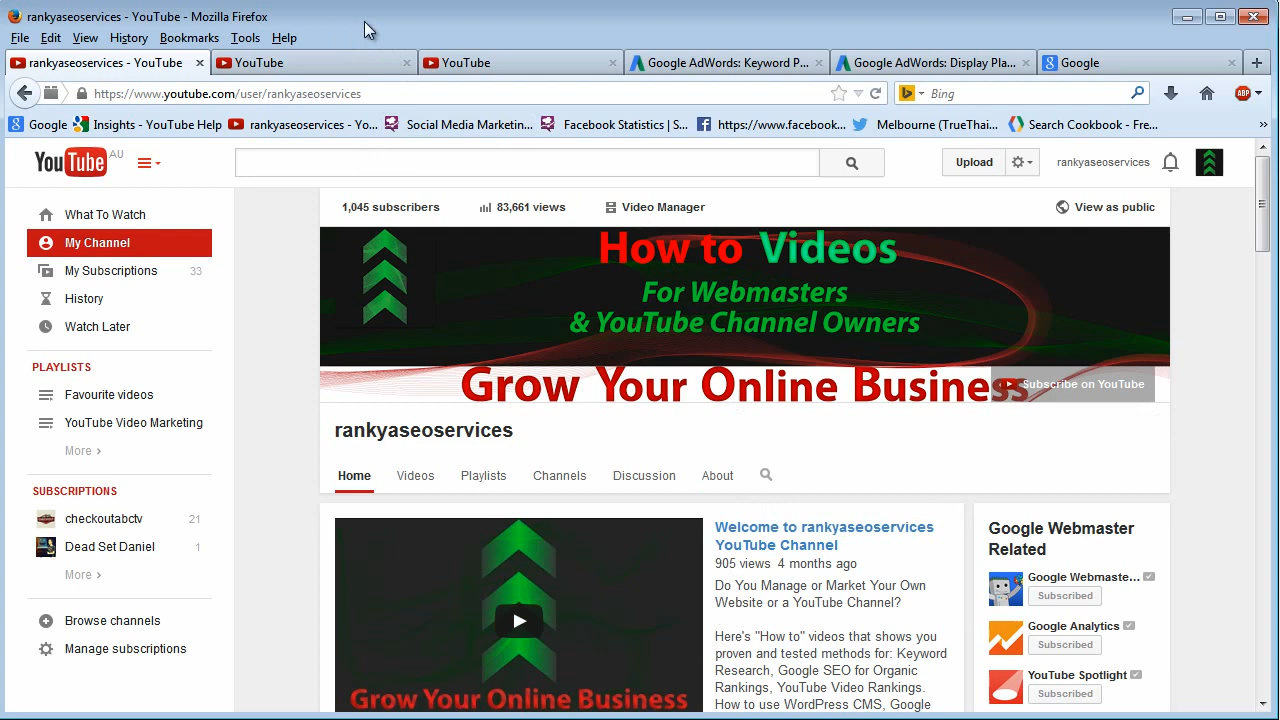 rankyaseoservices - YouTube - Mozilla Firefox
File Edit View History Bookmarks Tools Help
rankyaseoservices - YouTube YouTube YouTube Google AdWords: Keyword P... Google AdWords: Display Pla... Google
https://www.youtube.com/user/rankyaseoservices Bing ABP
Google Insights - YouTube Help rankyaseoservices - Yo... Social Media Marketin... Facebook Statistics | S... https://www.facebook... Melbourne (TrueThai... Search Cookbook - Fre...
YouTube AU Upload rankyaseoservices
1,045 subscribers 83,661 views Video Manager View as public
What To Watch
My Channel
My Subscriptions 33
History
Watch Later
PLAYLISTS
Favourite videos
YouTube Video Marketing
More ›
SUBSCRIPTIONS
checkoutabctv 21
Dead Set Daniel 1
More ›
Browse channels
Manage subscriptions
How to Videos
For Webmasters
& YouTube Channel Owners
Grow Your Online Business
Subscribe on YouTube
rankyaseoservices
Home Videos Playlists Channels Discussion About
Grow Your Online Business
Welcome to rankyaseoservices
YouTube Channel
905 views 4 months ago
Do You Manage or Market Your Own
Website or a YouTube Channel?
Here's "How to" videos that shows you
proven and tested methods for: Keyword
Research, Google SEO for Organic
Rankings, YouTube Video Rankings.
How to use WordPress CMS, Google
Google Webmaster
Related
Google Webmaste...
Subscribed
Google Analytics
Subscribed
YouTube Spotlight
Subscribed